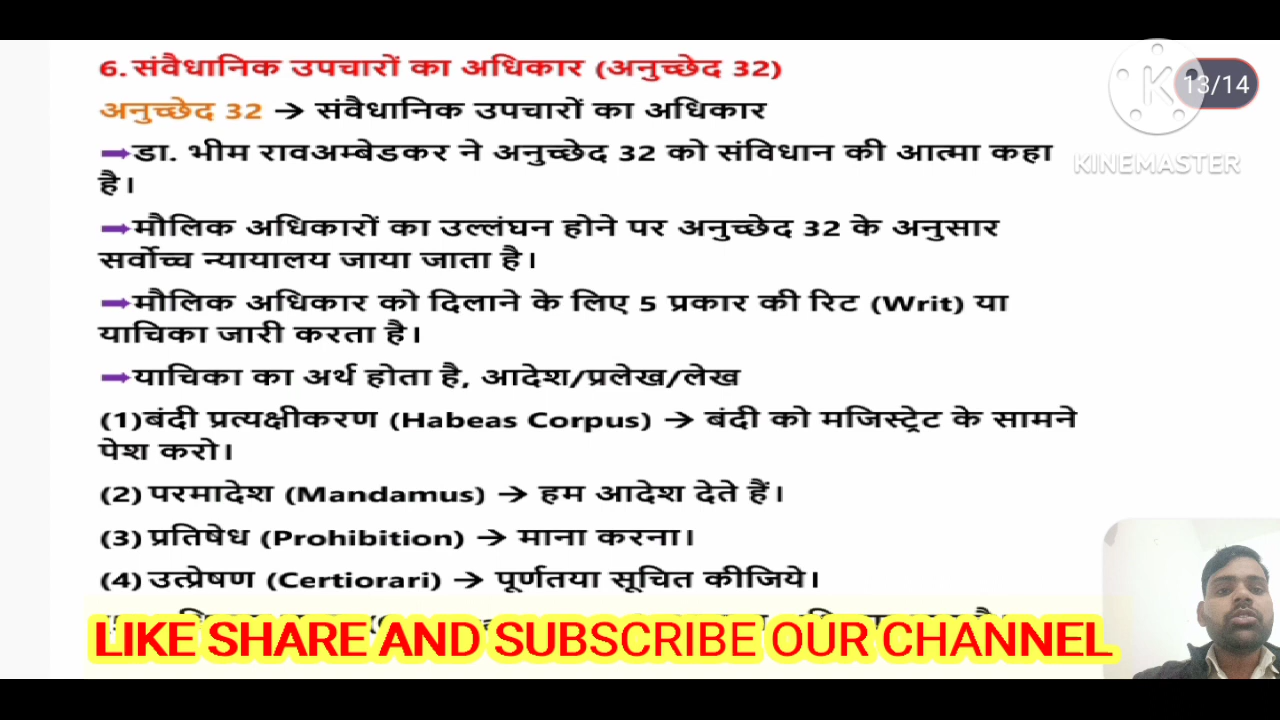 6. संवैधानिक उपचारों का अधिकार (अनुच्छेद 32)
13/14
KINEMASTER
अनुच्छेद 32 → संवैधानिक उपचारों का अधिकार
➡डा. भीम रावअम्बेडकर ने अनुच्छेद 32 को संविधान की आत्मा कहा
है।
➡मौलिक अधिकारों का उल्लंघन होने पर अनुच्छेद 32 के अनुसार
सर्वोच्च न्यायालय जाया जाता है।
➡मौलिक अधिकार को दिलाने के लिए 5 प्रकार की रिट (Writ) या
याचिका जारी करता है।
➡याचिका का अर्थ होता है, आदेश/प्रलेख/लेख
(1)बंदी प्रत्यक्षीकरण (Habeas Corpus) → बंदी को मजिस्ट्रेट के सामने
पेश करो।
(2) परमादेश (Mandamus) → हम आदेश देते हैं।
(3) प्रतिषेध (Prohibition) → माना करना।
(4) उत्प्रेषण (Certiorari) → पूर्णतया सूचित कीजिये।
LIKE SHARE AND SUBSCRIBE OUR CHANNEL